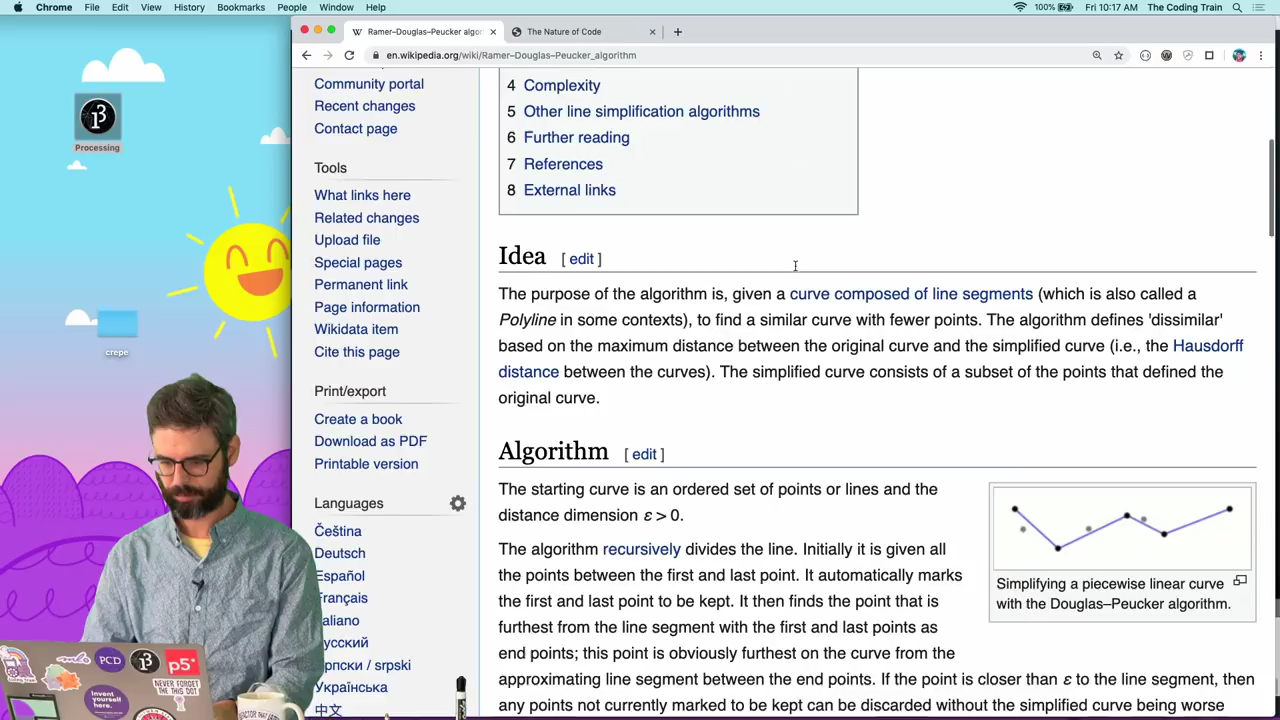 Chrome File Edit View History Bookmarks People Window Help 100% Fri 10:17 AM The Coding Train
Ramer–Douglas–Peucker algor
The Nature of Code
en.wikipedia.org/wiki/Ramer–Douglas–Peucker_algorithm
Processing
crepe
Community portal
Recent changes
Contact page
Tools
What links here
Related changes
Upload file
Special pages
Permanent link
Page information
Wikidata item
Cite this page
Print/export
Create a book
Download as PDF
Printable version
Languages
Čeština
Deutsch
Español
Français
taliano
усский
рпски / srpski
Українська
中文
4 Complexity
5 Other line simplification algorithms
6 Further reading
7 References
8 External links
Idea [ edit ]
The purpose of the algorithm is, given a curve composed of line segments (which is also called a
Polyline in some contexts), to find a similar curve with fewer points. The algorithm defines 'dissimilar'
based on the maximum distance between the original curve and the simplified curve (i.e., the Hausdorff
distance between the curves). The simplified curve consists of a subset of the points that defined the
original curve.
Algorithm [ edit ]
The starting curve is an ordered set of points or lines and the
distance dimension ε > 0.
The algorithm recursively divides the line. Initially it is given all
the points between the first and last point. It automatically marks
the first and last point to be kept. It then finds the point that is
furthest from the line segment with the first and last points as
end points; this point is obviously furthest on the curve from the
approximating line segment between the end points. If the point is closer than ε to the line segment, then
any points not currently marked to be kept can be discarded without the simplified curve being worse
Simplifying a piecewise linear curve
with the Douglas–Peucker algorithm.
PCD
p5*
invent
yourself
here.
NEVER FORGET
THE THIS DOT